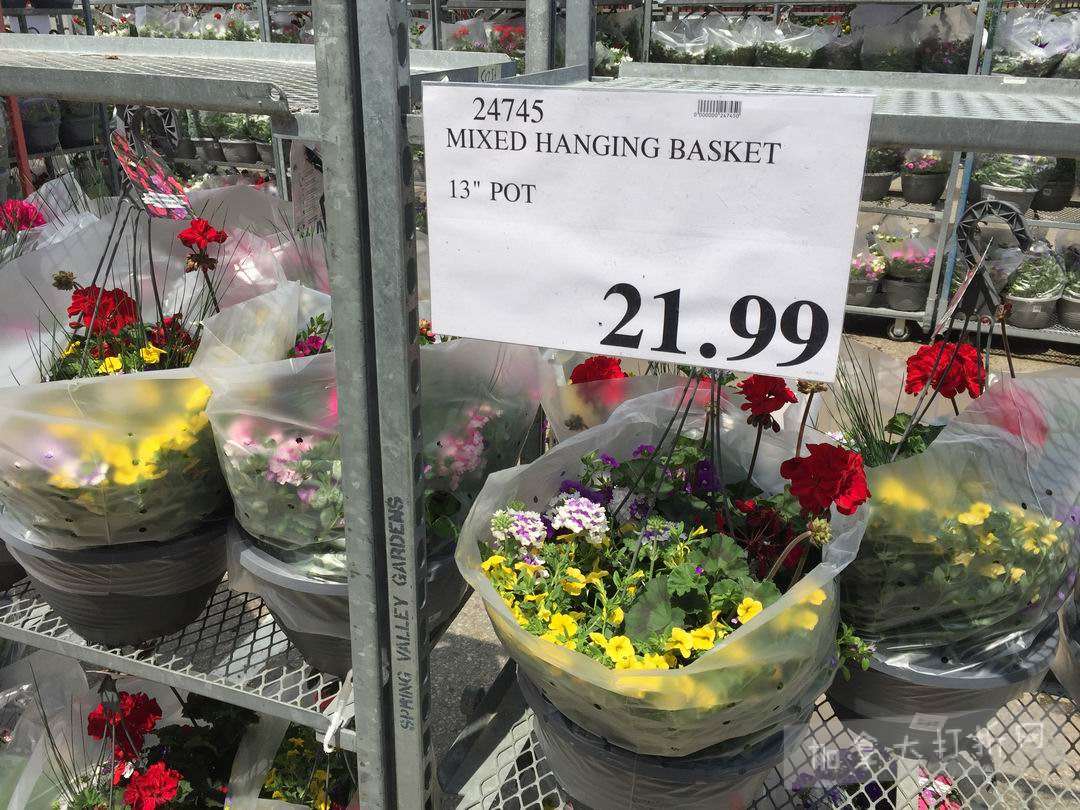 24745
MIXED HANGING BASKET
13" POT
21.99
SPRING VALLEY GARDENS
加拿大打折网